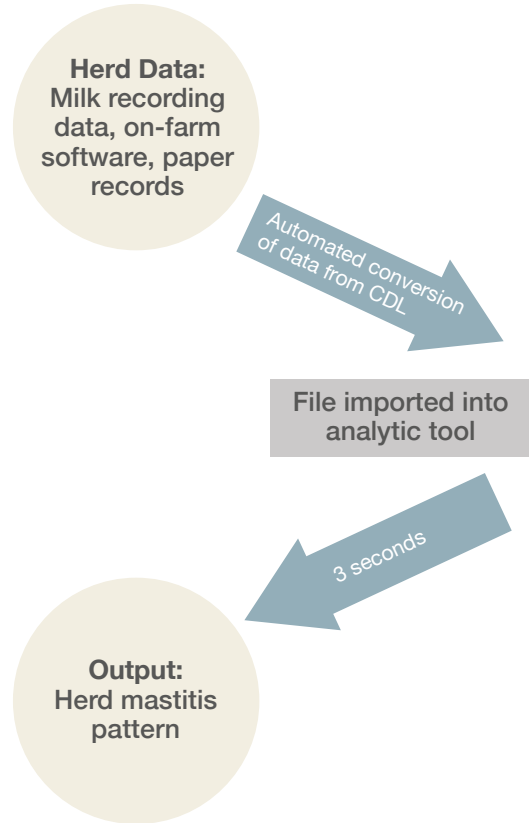 Herd Data:
Milk recording
data, on-farm
software, paper
records
Automated conversion
of data from CDL
File imported into
analytic tool
3 seconds
Output:
Herd mastitis
pattern